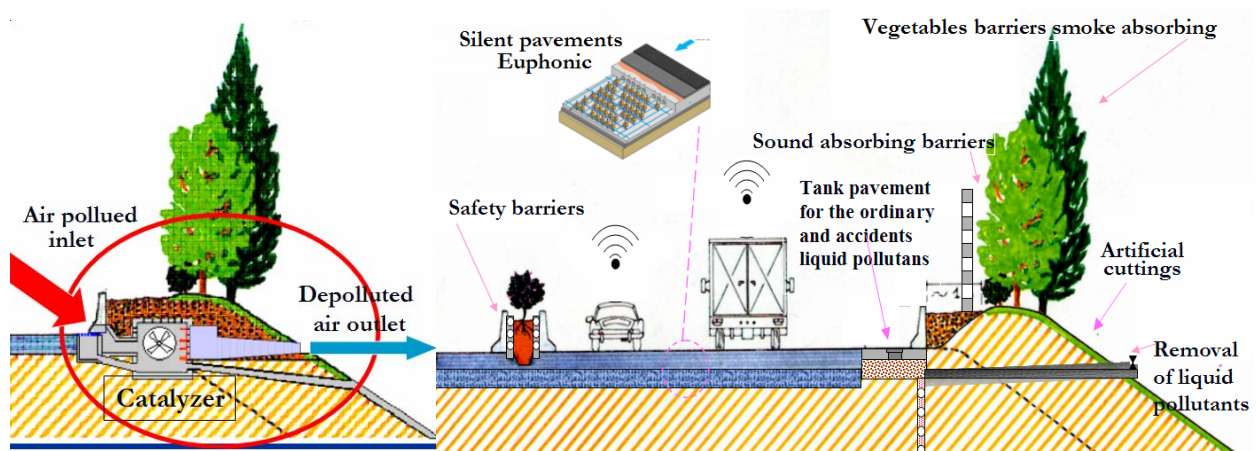 Air pollued
inlet
Depolluted
air outlet
Catalyzer
Silent pavements
Euphonic
Safety barriers
Vegetables barriers smoke absorbing
Sound absorbing barriers
Tank pavement
for the ordinary
and accidents
liquid pollutans
~ 1
Artificial
cuttings
Removal
of liquid
pollutants